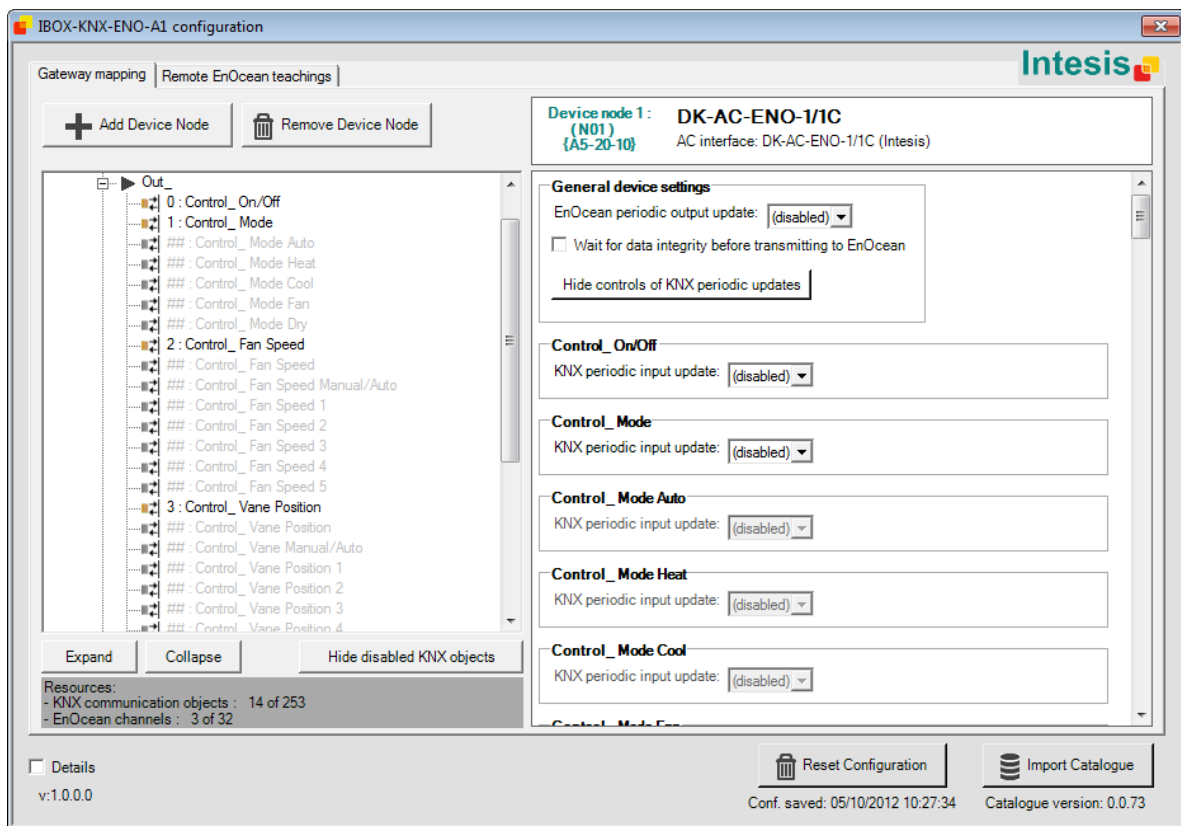 IBOX-KNX-ENO-A1 configuration
Gateway mapping
Remote EnOcean teachings
Intesis
Add Device Node
Remove Device Node
Device node 1 :
(N01)
{A5-20-10}
DK-AC-ENO-1/1C
AC interface: DK-AC-ENO-1/1C (Intesis)
Out_
0 : Control_ On/Off
1 : Control_ Mode
## : Control_ Mode Auto
## : Control_ Mode Heat
## : Control_ Mode Cool
## : Control_ Mode Fan
## : Control_ Mode Dry
2 : Control_ Fan Speed
## : Control_ Fan Speed
## : Control_ Fan Speed Manual/Auto
## : Control_ Fan Speed 1
## : Control_ Fan Speed 2
## : Control_ Fan Speed 3
## : Control_ Fan Speed 4
## : Control_ Fan Speed 5
3 : Control_ Vane Position
## : Control_ Vane Position
## : Control_ Vane Manual/Auto
## : Control_ Vane Position 1
## : Control_ Vane Position 2
## : Control_ Vane Position 3
## : Control_ Vane Position 4
Expand
Collapse
Hide disabled KNX objects
Resources:
- KNX communication objects : 14 of 253
- EnOcean channels : 3 of 32
General device settings
EnOcean periodic output update: (disabled)
Wait for data integrity before transmitting to EnOcean
Hide controls of KNX periodic updates
Control_ On/Off
KNX periodic input update: (disabled)
Control_ Mode
KNX periodic input update: (disabled)
Control_ Mode Auto
KNX periodic input update: (disabled)
Control_ Mode Heat
KNX periodic input update: (disabled)
Control_ Mode Cool
KNX periodic input update: (disabled)
Control_ Mode Fan
Details
v:1.0.0.0
Reset Configuration
Conf. saved: 05/10/2012 10:27:34
Import Catalogue
Catalogue version: 0.0.73